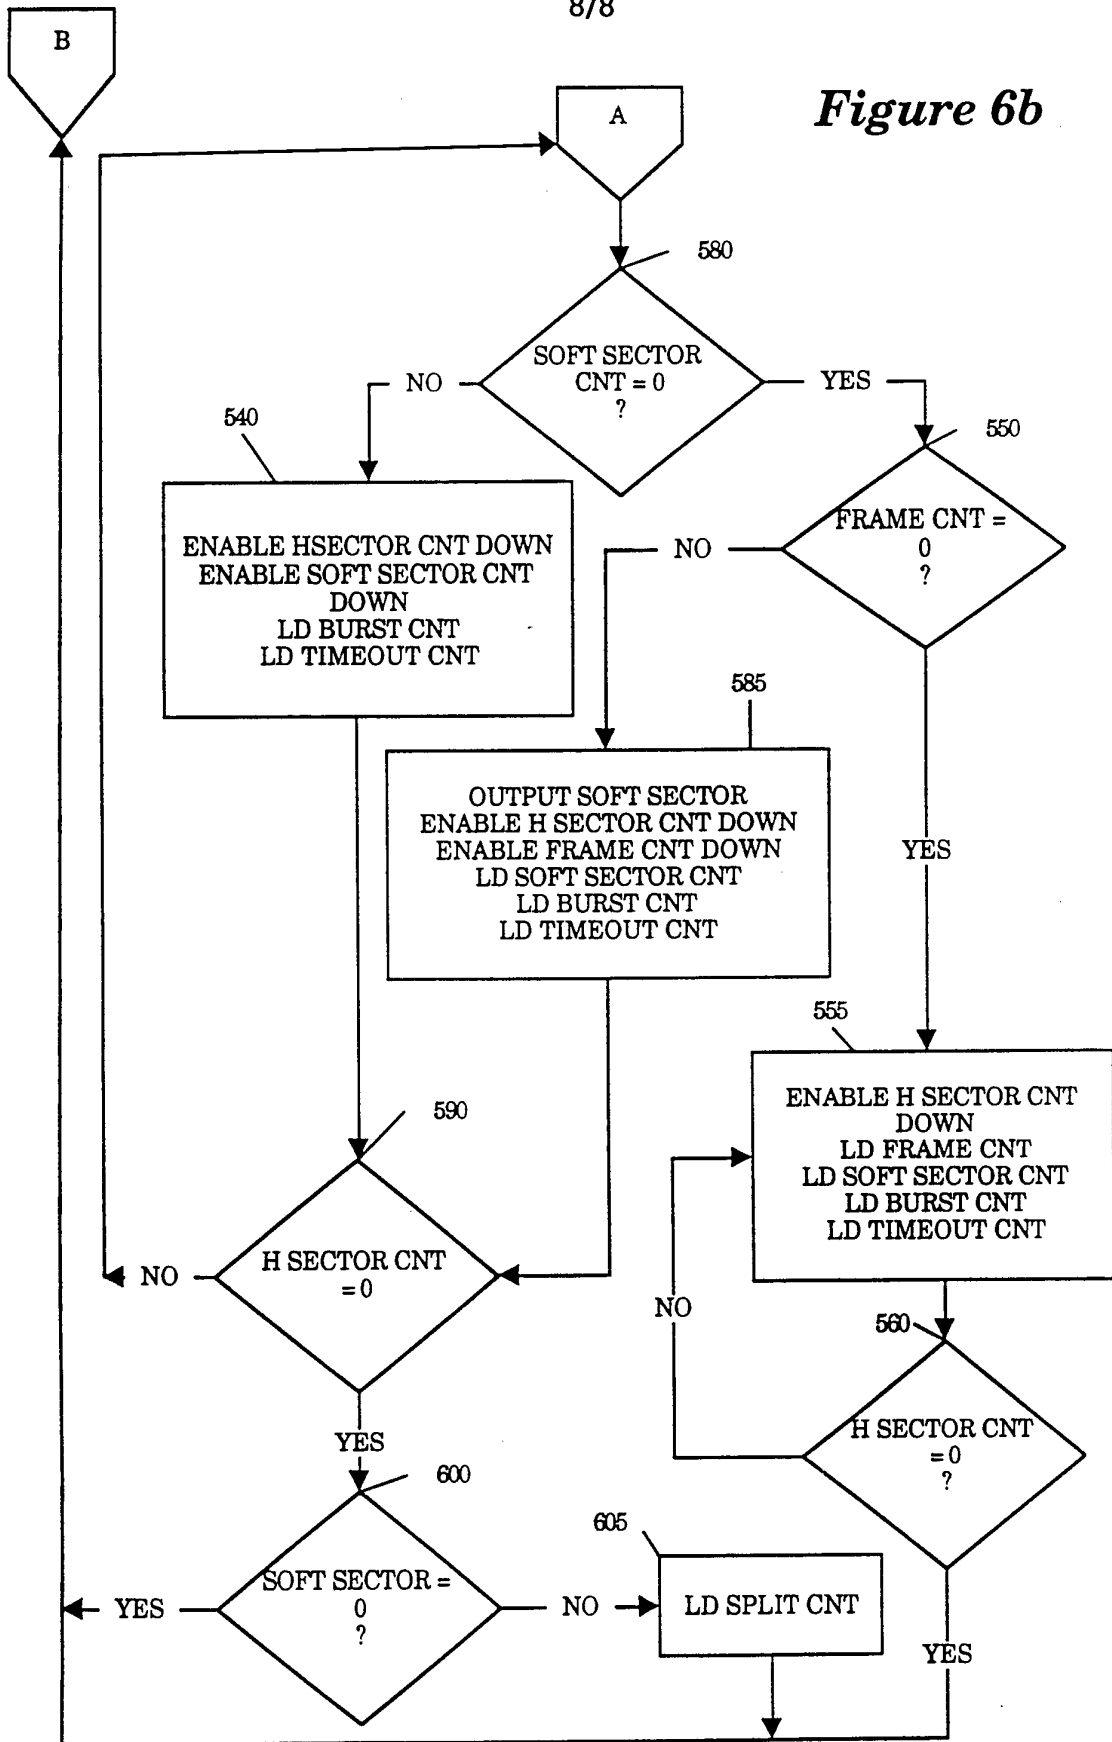 8/8
B
A
Figure 6b
580
SOFT SECTOR
CNT = 0
?
NO
YES
540
550
ENABLE HSECTOR CNT DOWN
ENABLE SOFT SECTOR CNT
DOWN
LD BURST CNT
LD TIMEOUT CNT
FRAME CNT =
0
?
NO
YES
585
OUTPUT SOFT SECTOR
ENABLE H SECTOR CNT DOWN
ENABLE FRAME CNT DOWN
LD SOFT SECTOR CNT
LD BURST CNT
LD TIMEOUT CNT
555
ENABLE H SECTOR CNT
DOWN
LD FRAME CNT
LD SOFT SECTOR CNT
LD BURST CNT
LD TIMEOUT CNT
590
H SECTOR CNT
= 0
NO
YES
NO
560
H SECTOR CNT
= 0
?
YES
600
SOFT SECTOR =
0
?
YES
NO
605
LD SPLIT CNT